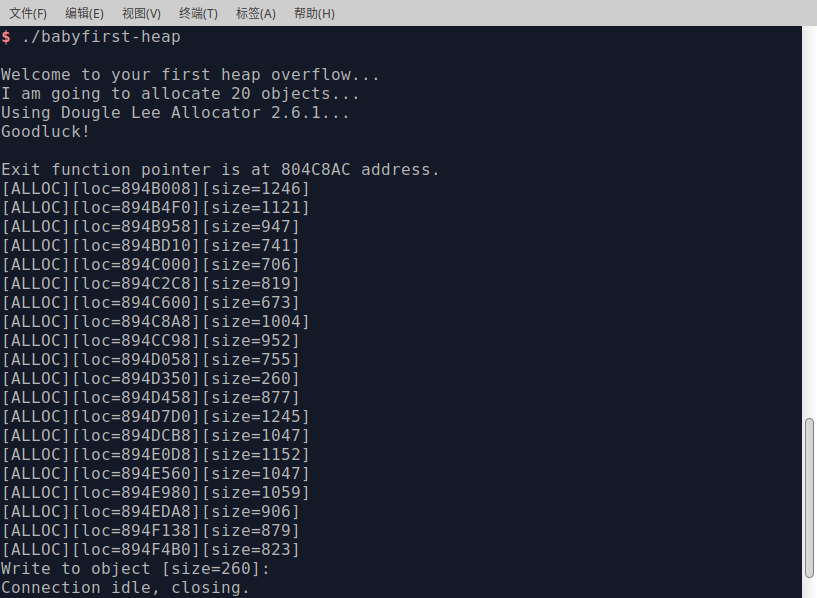 文件(F) 编辑(E) 视图(V) 终端(T) 标签(A) 帮助(H)
$ ./babyfirst-heap
Welcome to your first heap overflow...
I am going to allocate 20 objects...
Using Dougle Lee Allocator 2.6.1...
Goodluck!
Exit function pointer is at 804C8AC address.
[ALLOC][loc=894B008][size=1246]
[ALLOC][loc=894B4F0][size=1121]
[ALLOC][loc=894B958][size=947]
[ALLOC][loc=894BD10][size=741]
[ALLOC][loc=894C000][size=706]
[ALLOC][loc=894C2C8][size=819]
[ALLOC][loc=894C600][size=673]
[ALLOC][loc=894C8A8][size=1004]
[ALLOC][loc=894CC98][size=952]
[ALLOC][loc=894D058][size=755]
[ALLOC][loc=894D350][size=260]
[ALLOC][loc=894D458][size=877]
[ALLOC][loc=894D7D0][size=1245]
[ALLOC][loc=894DCB8][size=1047]
[ALLOC][loc=894E0D8][size=1152]
[ALLOC][loc=894E560][size=1047]
[ALLOC][loc=894E980][size=1059]
[ALLOC][loc=894EDA8][size=906]
[ALLOC][loc=894F138][size=879]
[ALLOC][loc=894F4B0][size=823]
Write to object [size=260]:
Connection idle, closing.